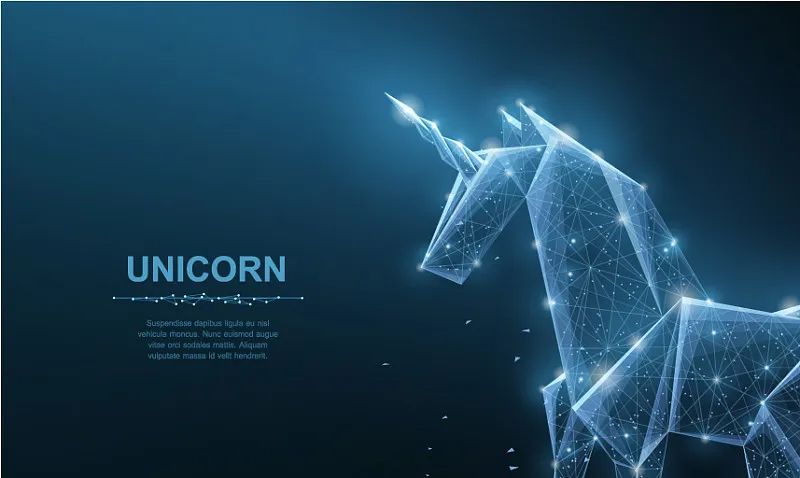 UNICORN
Suspendisse dapibus ligula eu nisl
vehicula rhoncus. Nunc euismod augue
vitae orci sodales mattis. Aliquam
vulputate massa id velit hendrerit.